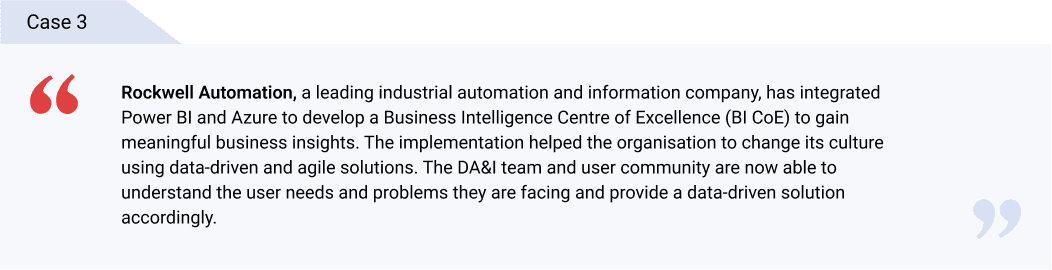 Case 3
Rockwell Automation, a leading industrial automation and information company, has integrated
Power BI and Azure to develop a Business Intelligence Centre of Excellence (BI CoE) to gain
meaningful business insights. The implementation helped the organisation to change its culture
using data-driven and agile solutions. The DA&I team and user community are now able to
understand the user needs and problems they are facing and provide a data-driven solution
accordingly.